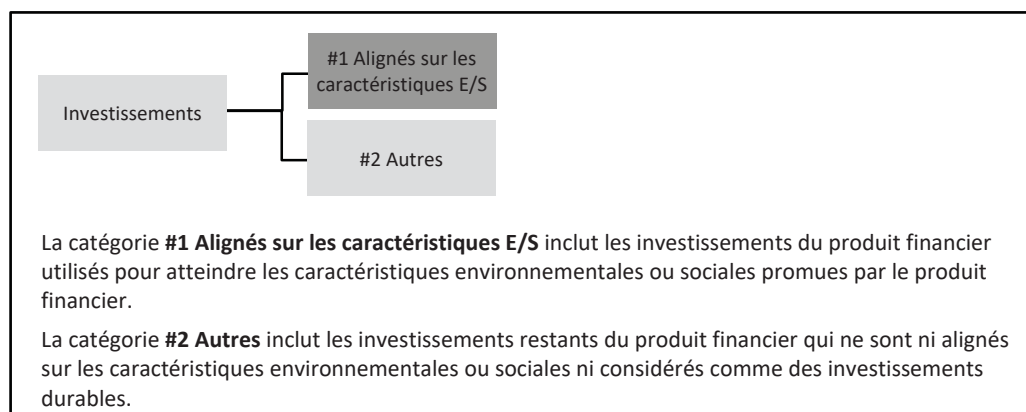 #1 Alignés sur les
caractéristiques E/S
Investissements
#2 Autres
La catégorie #1 Alignés sur les caractéristiques E/S inclut les investissements du produit financier
utilisés pour atteindre les caractéristiques environnementales ou sociales promues par le produit
financier.
La catégorie #2 Autres inclut les investissements restants du produit financier qui ne sont ni alignés
sur les caractéristiques environnementales ou sociales ni considérés comme des investissements
durables.